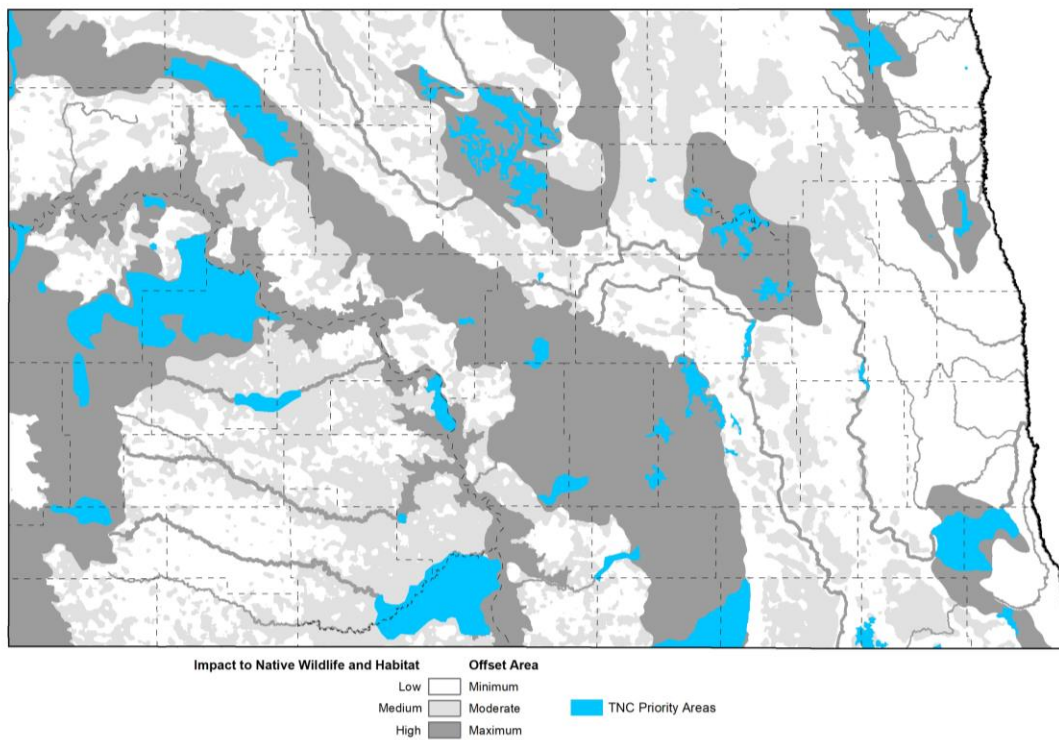 Impact to Native Wildlife and Habitat Offset Area
Low Minimum
Medium Moderate TNC Priority Areas
High Maximum